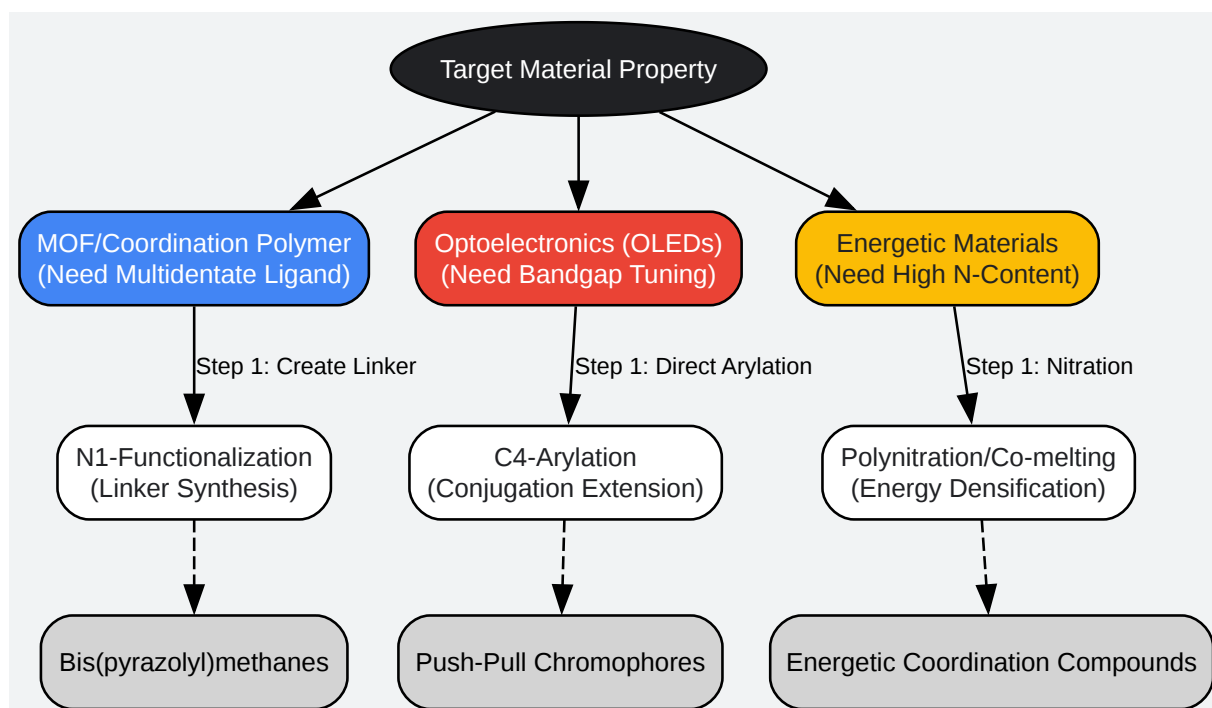 Target Material Property
MOF/Coordination Polymer
(Need Multidentate Ligand)
Optoelectronics (OLEDs)
(Need Bandgap Tuning)
Energetic Materials
(Need High N-Content)
Step 1: Create Linker
Step 1: Direct Arylation
Step 1: Nitration
N1-Functionalization
(Linker Synthesis)
C4-Arylation
(Conjugation Extension)
Polynitration/Co-melting
(Energy Densification)
Bis(pyrazolyl)methanes
Push-Pull Chromophores
Energetic Coordination Compounds